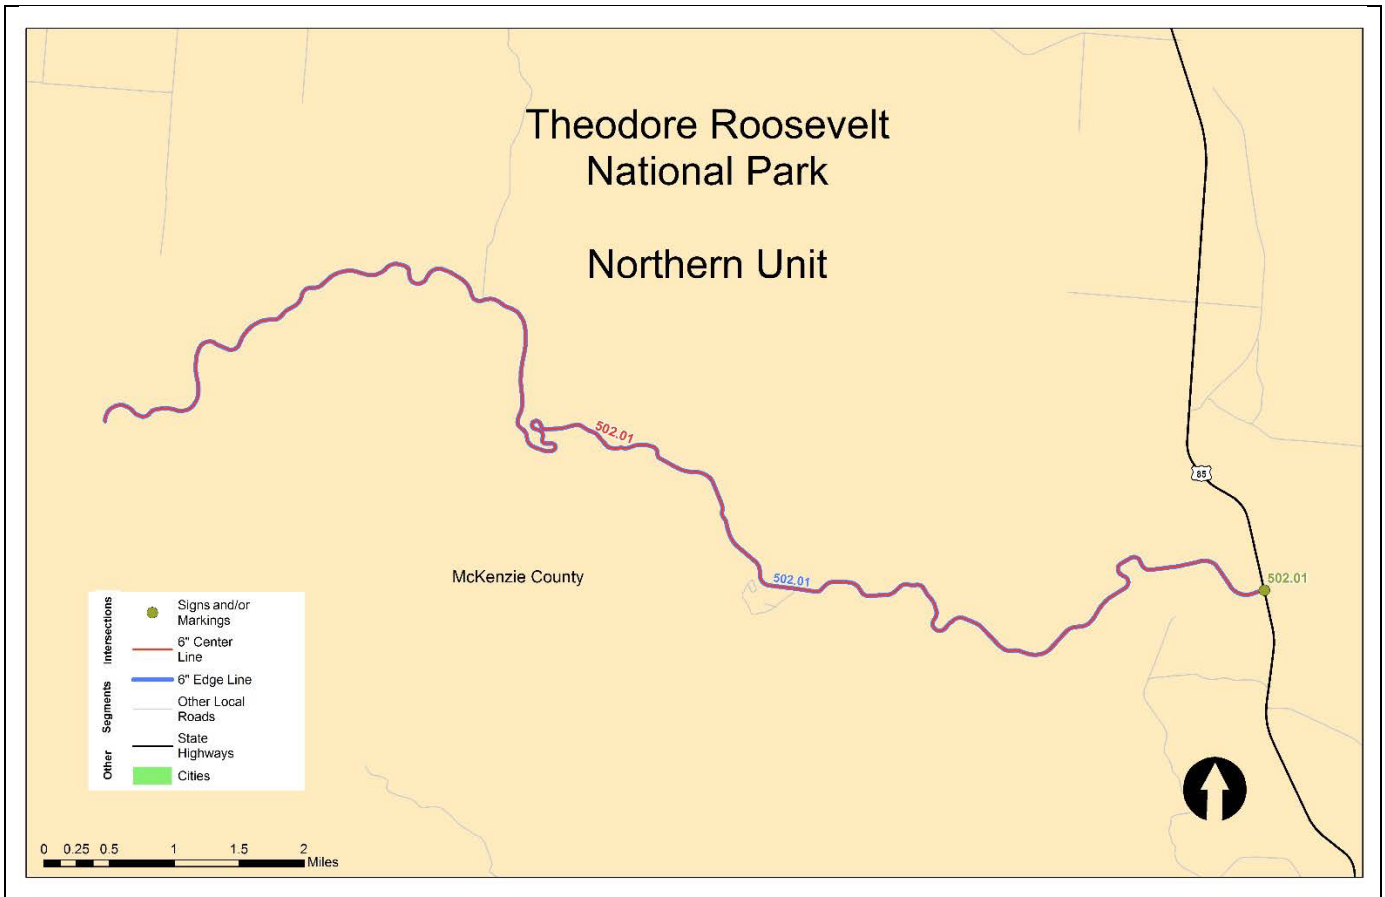 Theodore Roosevelt
National Park
Northern Unit
502.01
85
McKenzie County
502.01
502.01
Intersections
Segments
Other
Signs and/or
Markings
6" Center
Line
6" Edge Line
Other Local
Roads
State
Highways
Cities
0 0.25 0.5 1 1.5 2
Miles